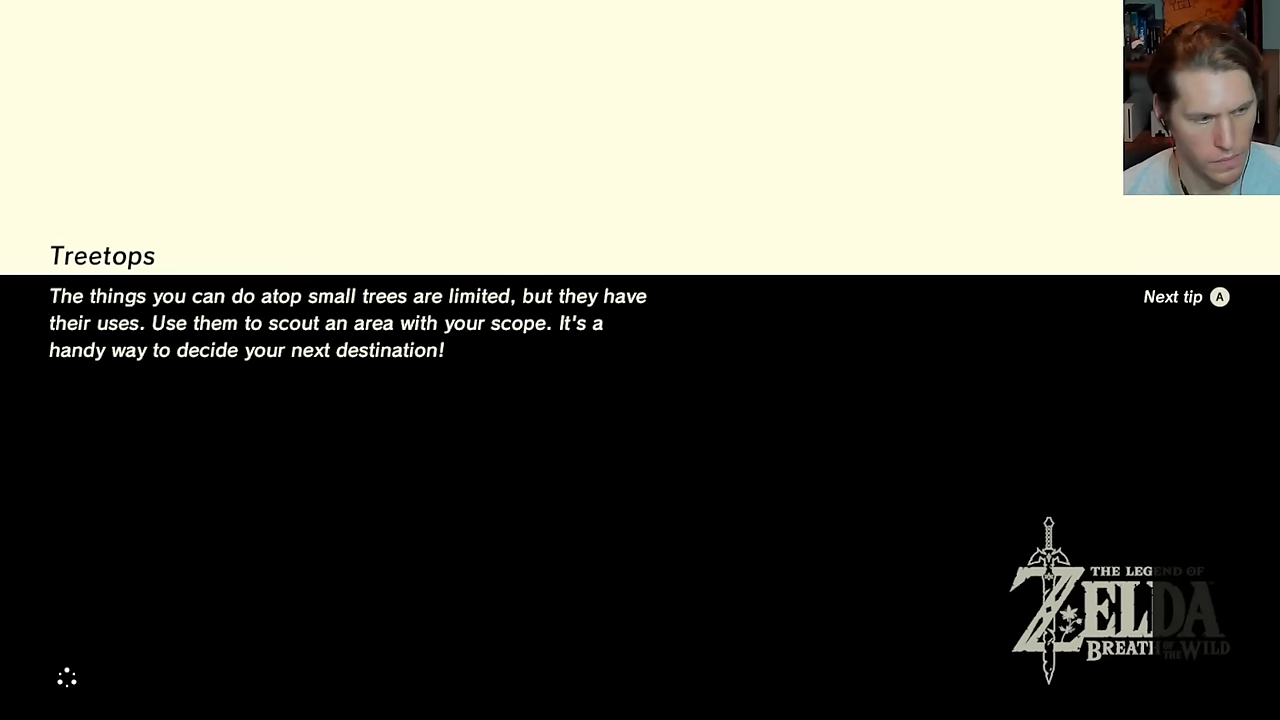 Treetops
The things you can do atop small trees are limited, but they have
their uses. Use them to scout an area with your scope. It's a
handy way to decide your next destination!
Next tip A
THE LEGEND OF
ZELDA
BREATH OF THE WILD